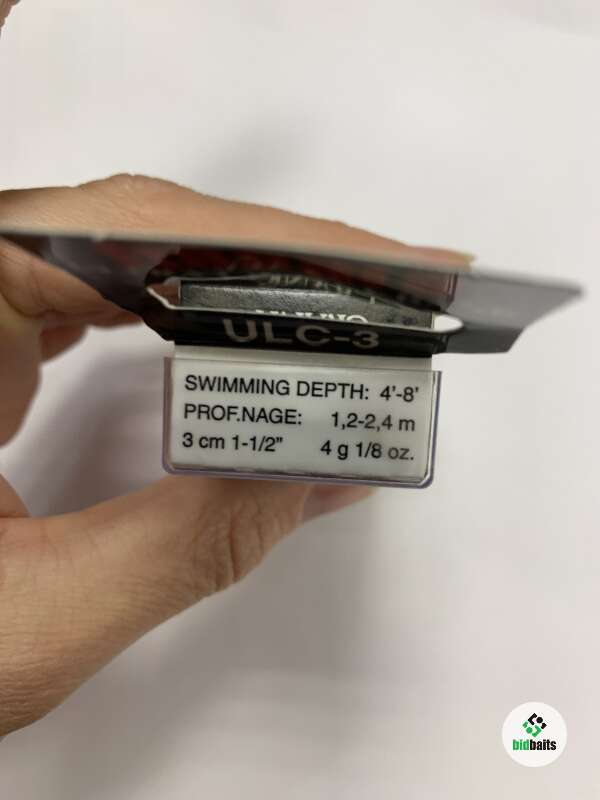 ULC-3
SWIMMING DEPTH: 4'-8'
PROF.NAGE: 1,2-2,4 m
3 cm 1-1/2" 4 g 1/8 oz.
bidbaits